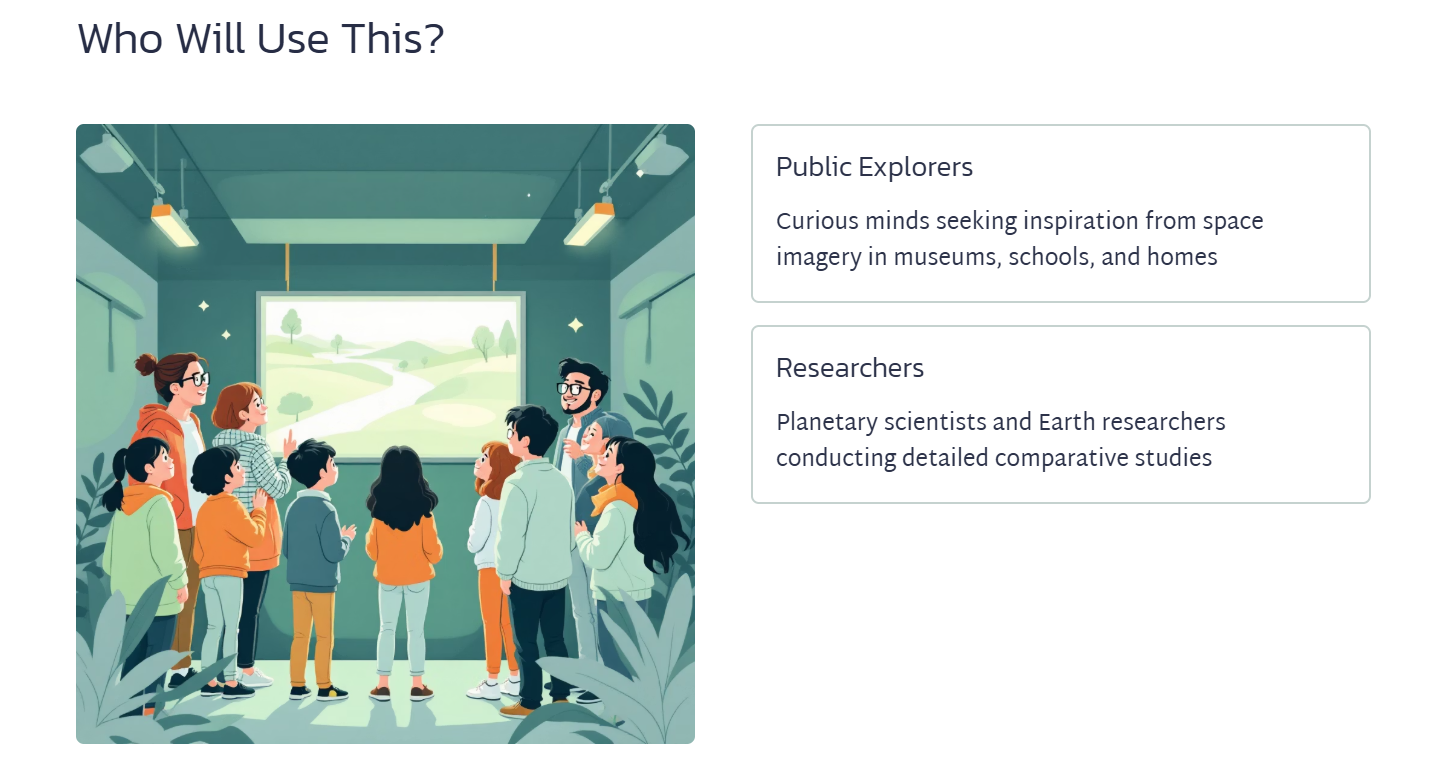 Who Will Use This?
Public Explorers
Curious minds seeking inspiration from space
imagery in museums, schools, and homes
Researchers
Planetary scientists and Earth researchers
conducting detailed comparative studies